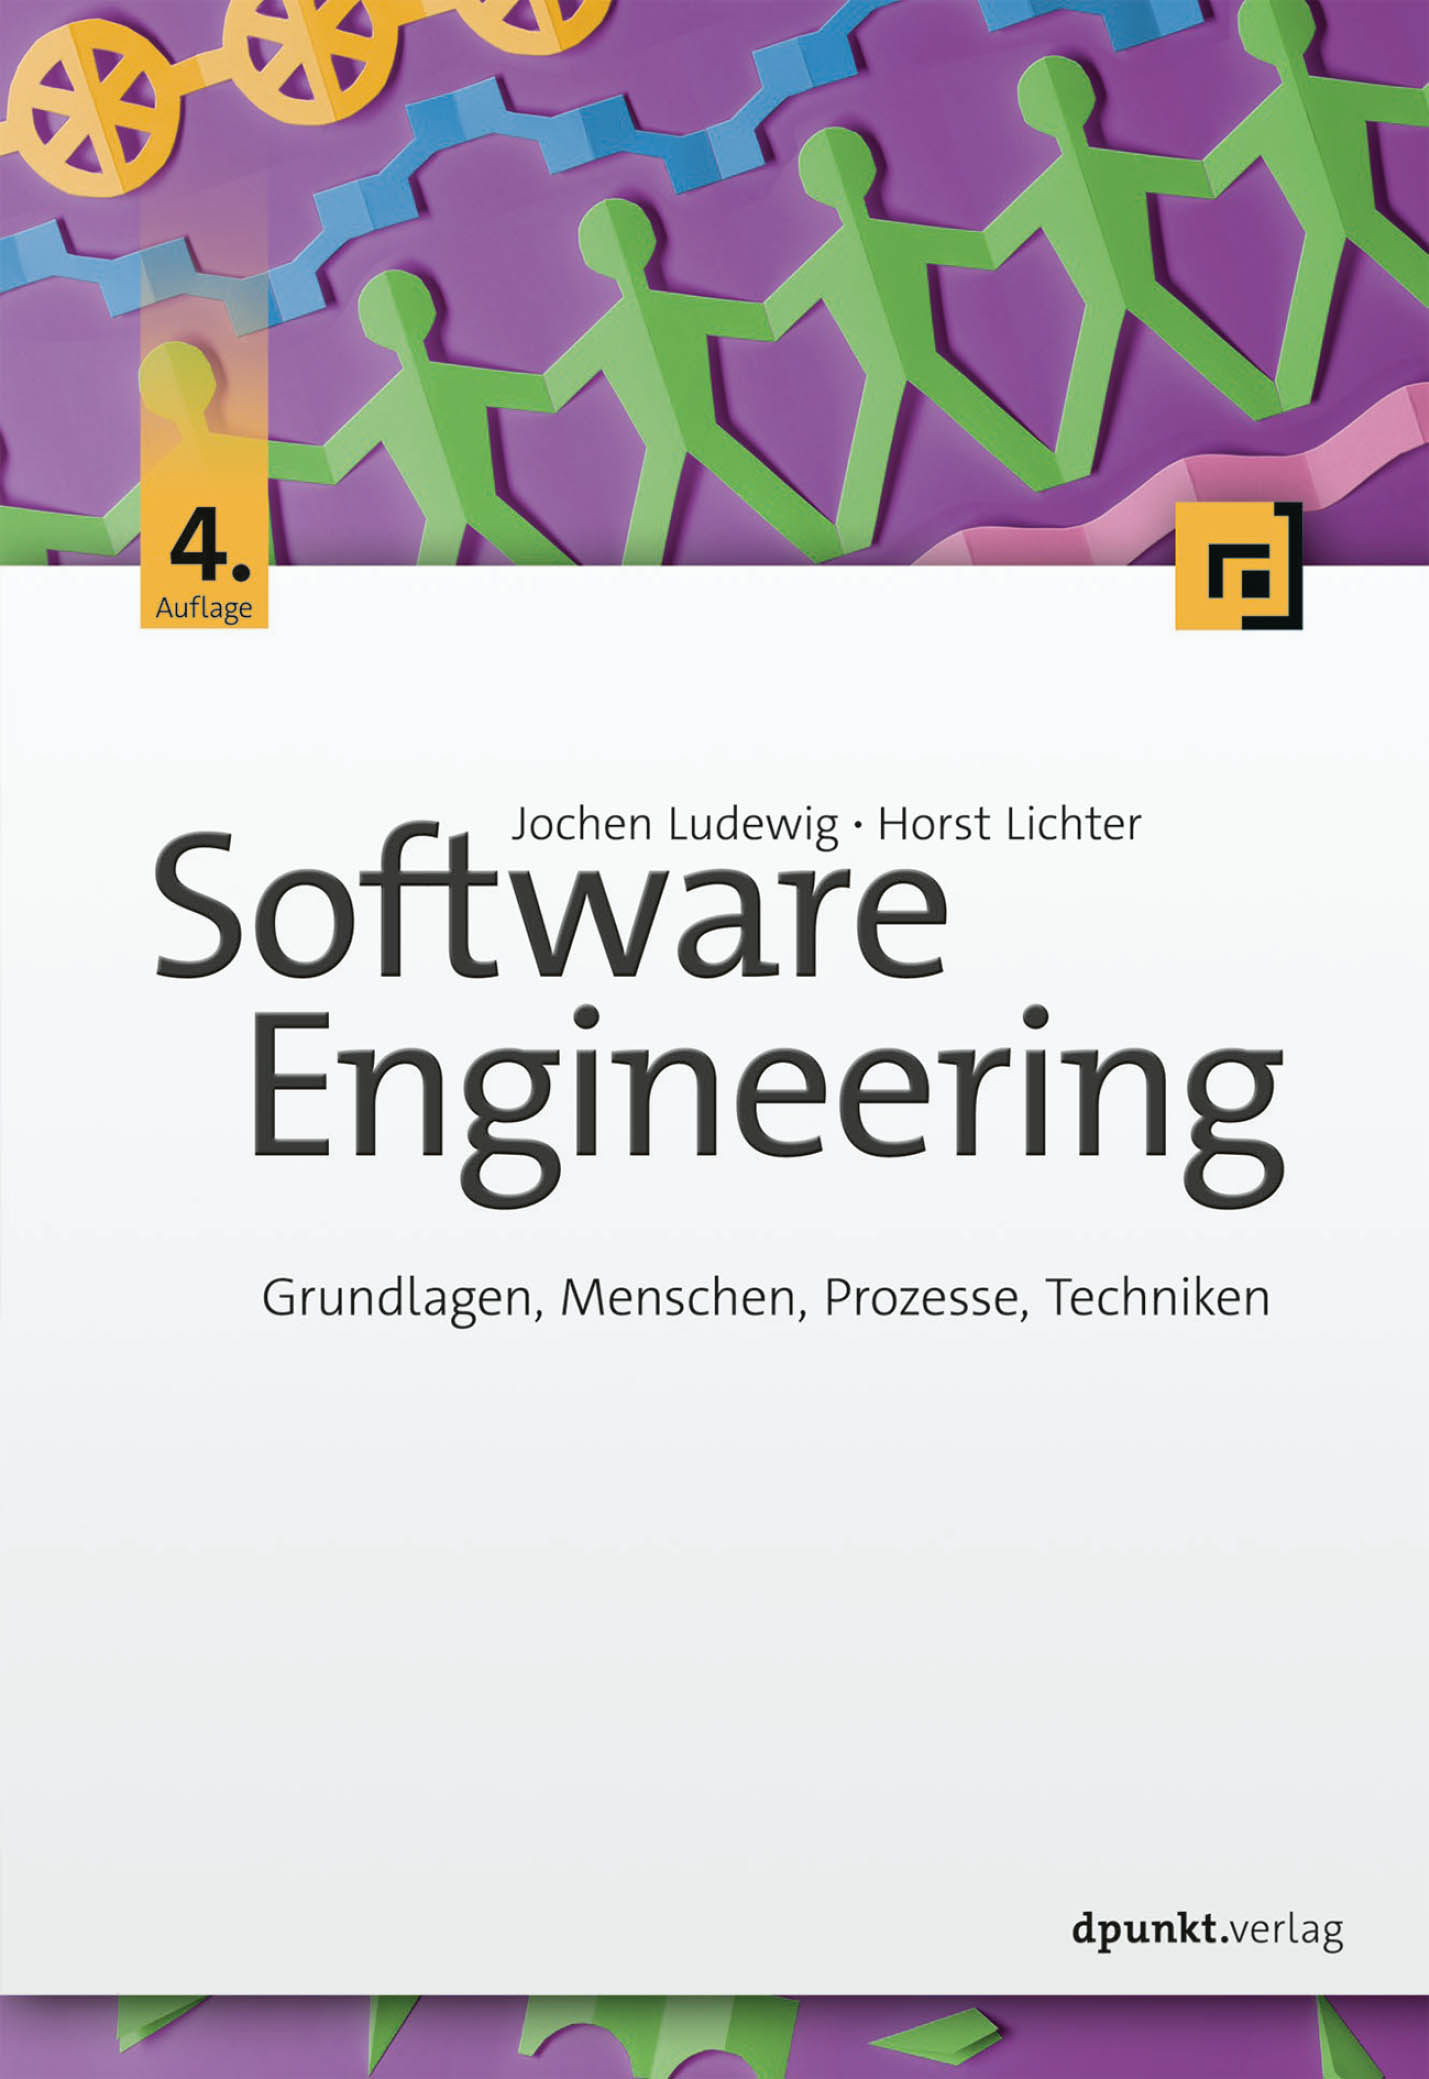 4.
Auflage
Jochen Ludewig · Horst Lichter
Software
Engineering
Grundlagen, Menschen, Prozesse, Techniken
dpunkt.verlag